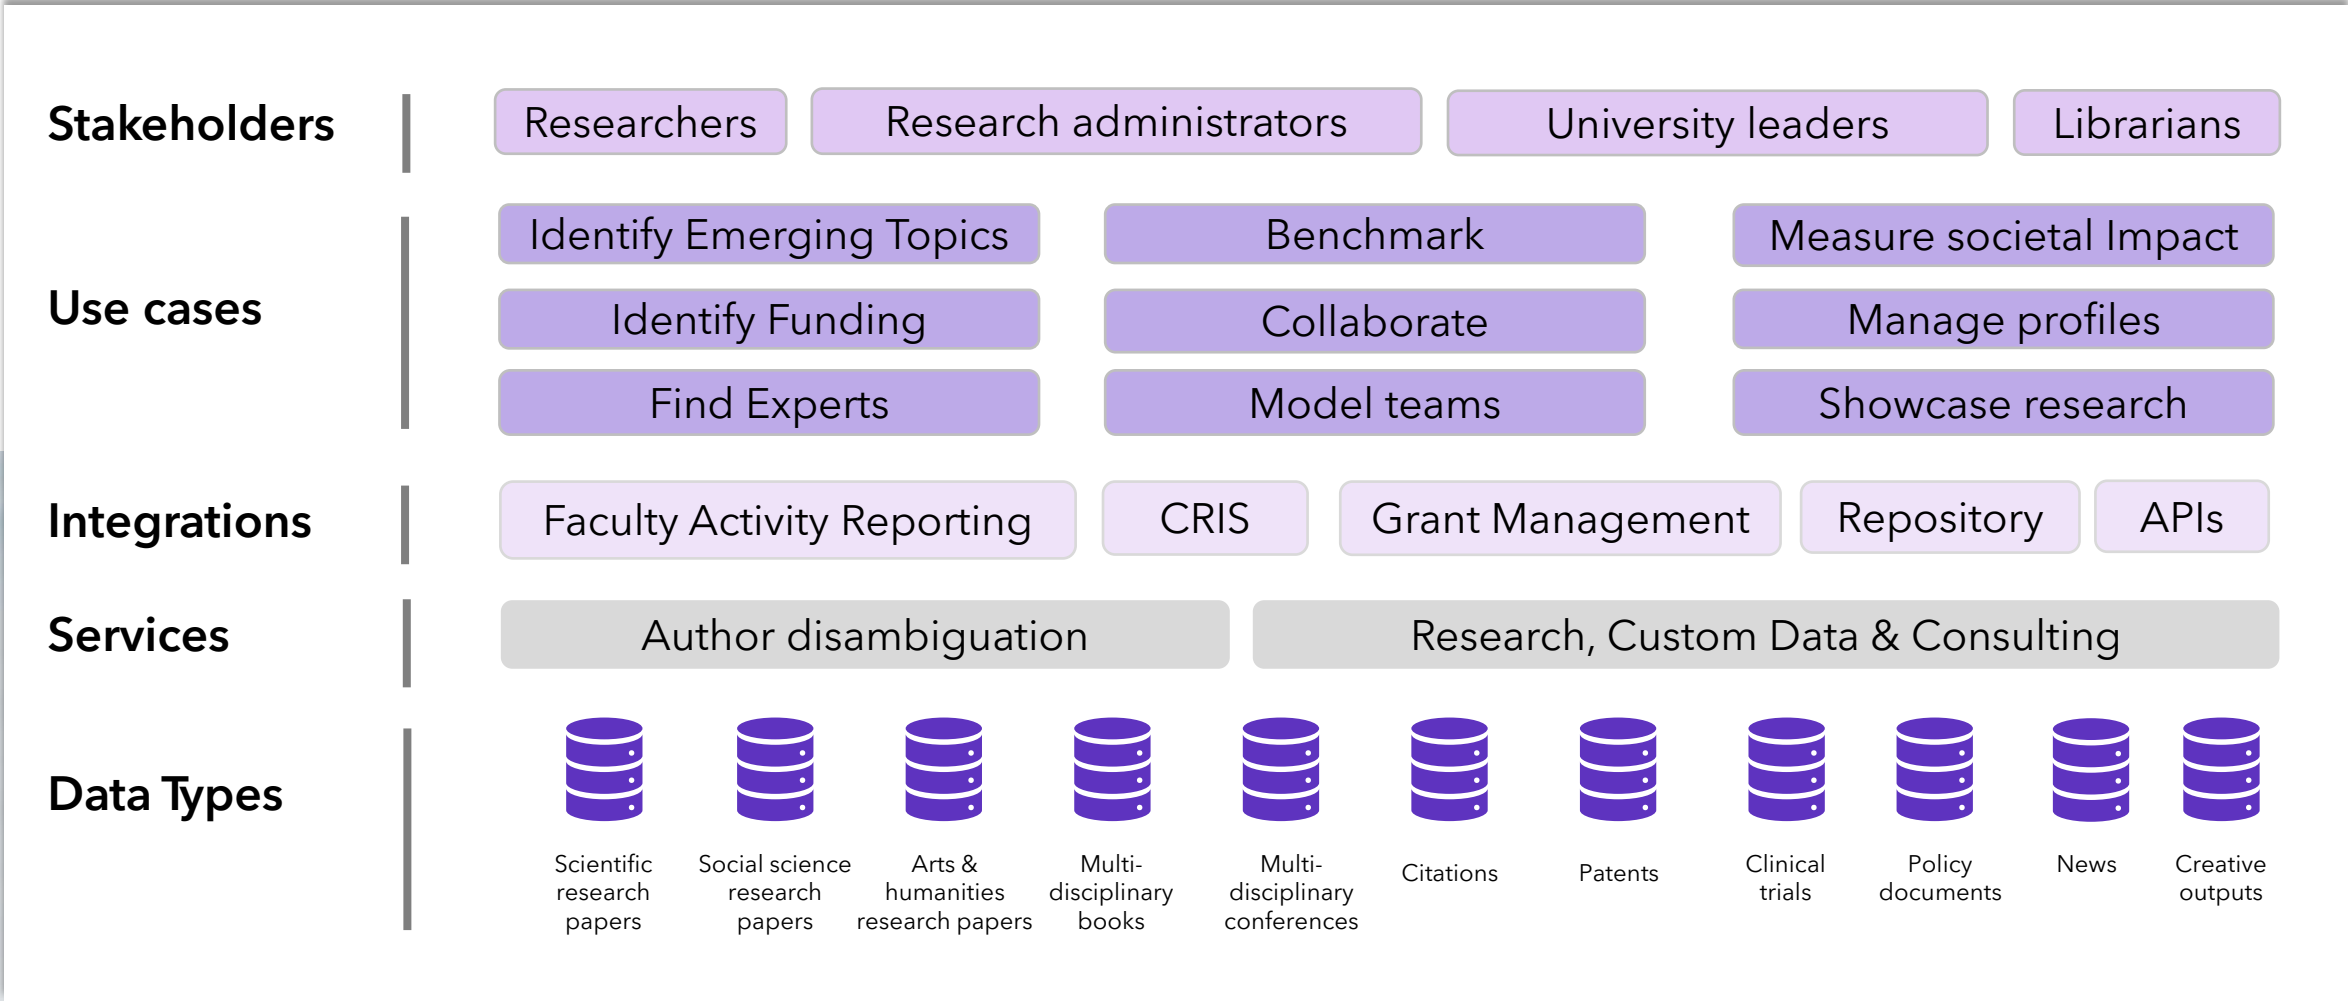 Stakeholders
Researchers
Research administrators
University leaders
Librarians
Use cases
Identify Emerging Topics
Benchmark
Measure societal Impact
Identify Funding
Collaborate
Manage profiles
Find Experts
Model teams
Showcase research
Integrations
Faculty Activity Reporting
CRIS
Grant Management
Repository
APIs
Services
Author disambiguation
Research, Custom Data & Consulting
Data Types
Scientific
research
papers
Social science
research
papers
Arts &
humanities
research papers
Multi-
disciplinary
books
Multi-
disciplinary
conferences
Citations
Patents
Clinical
trials
Policy
documents
News
Creative
outputs